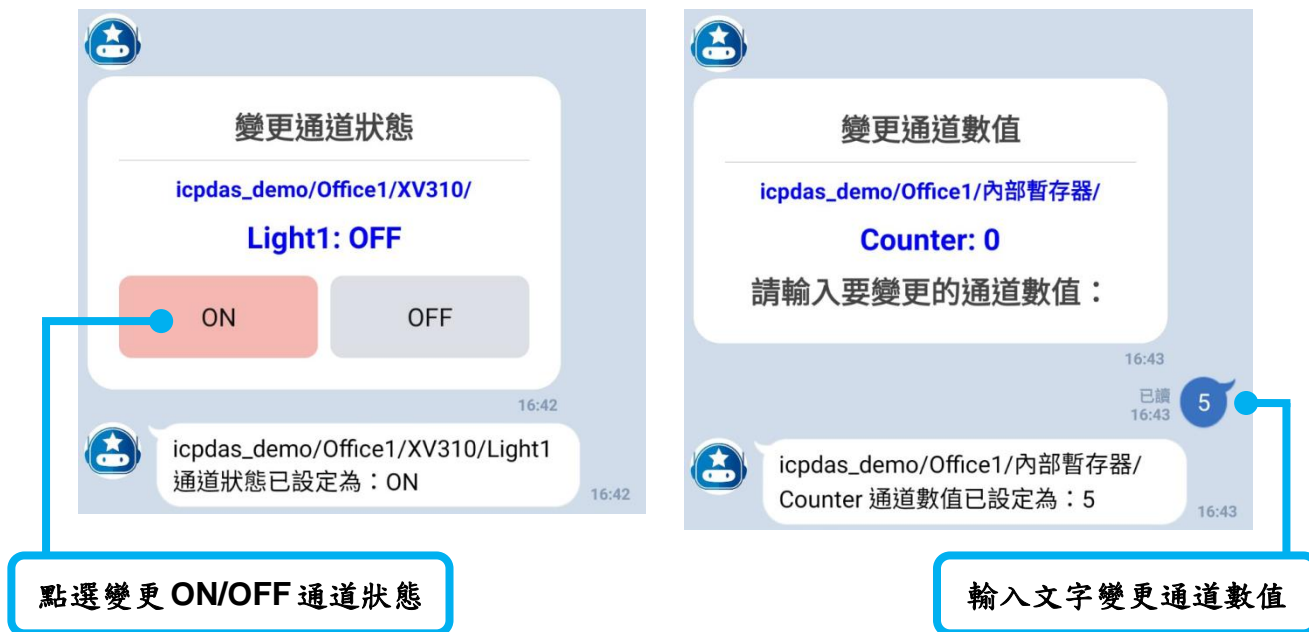 變更通道狀態
icpdas_demo/Office1/XV310/
Light1: OFF
ON
OFF
16:42
icpdas_demo/Office1/XV310/Light1
通道狀態已設定為：ON
16:42
點選變更 ON/OFF 通道狀態
變更通道數值
icpdas_demo/Office1/內部暫存器/
Counter: 0
請輸入要變更的通道數值：
16:43
已讀
16:43
5
icpdas_demo/Office1/內部暫存器/
Counter 通道數值已設定為：5
16:43
輸入文字變更通道數值